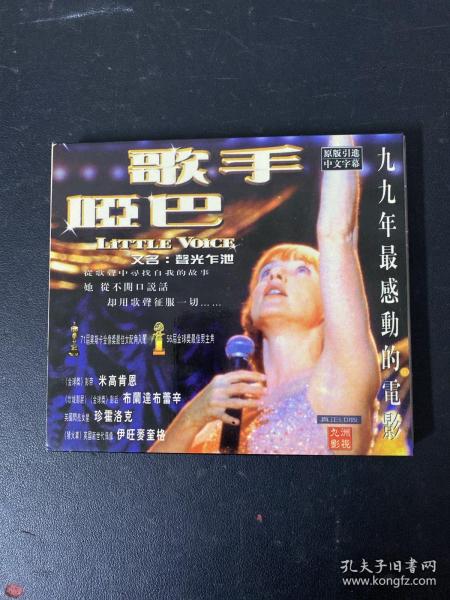 歌手
啞巴
LITTLE VOICE
又名：聲光乍泄
從歌聲中尋找自我的故事
她 從不開口説話
却用歌聲征服一切……
原版引進
中文字幕
九九年最感動的電影
米高肯恩
布蘭達布蕾辛
珍霍洛克
伊旺麥奎格
九洲
影視
孔夫子旧书网
www.kongfz.com